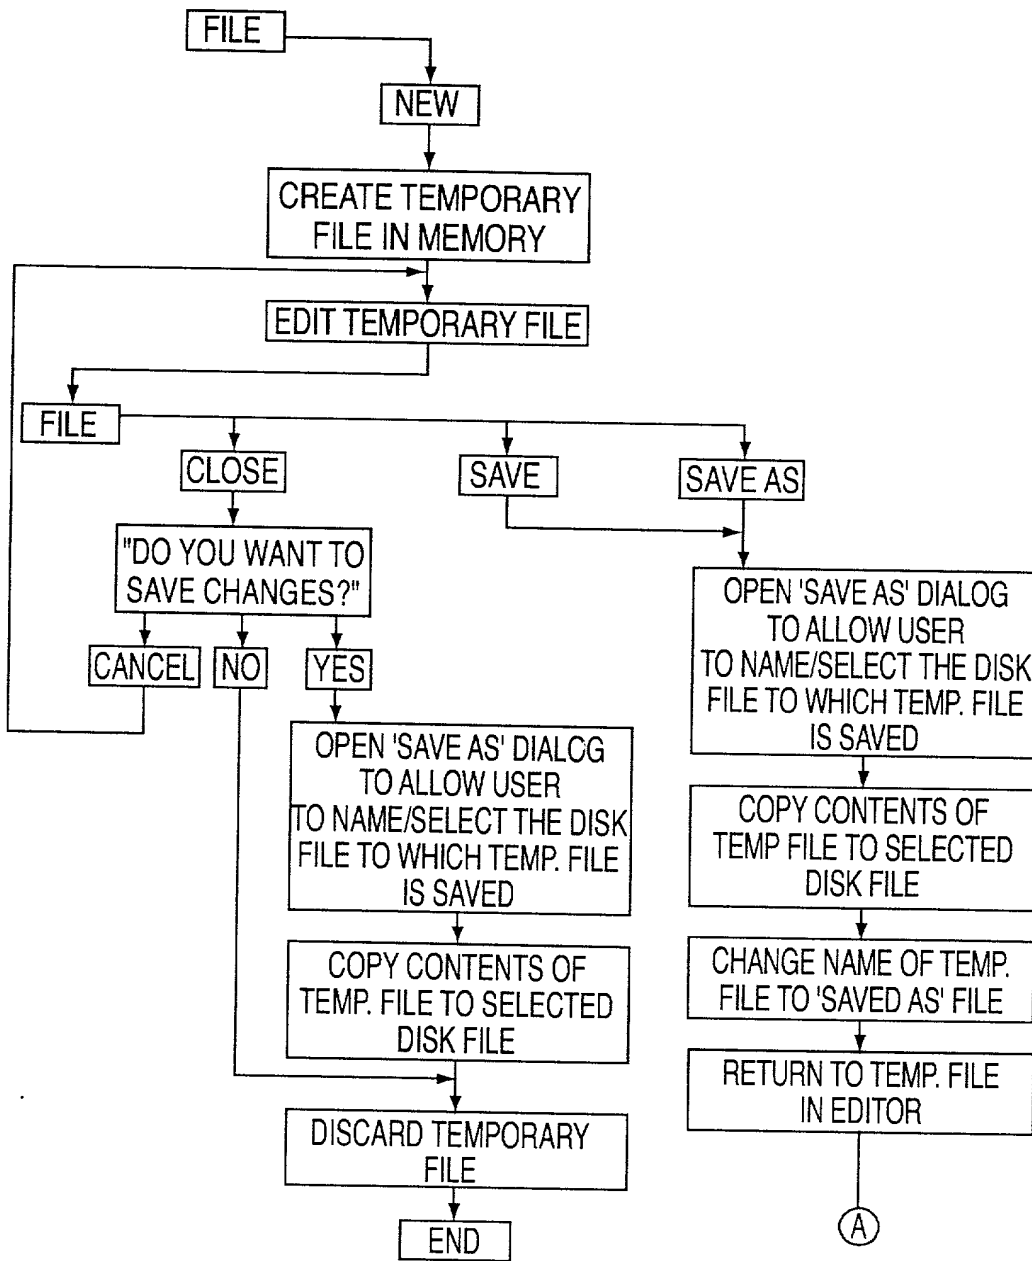 FILE
NEW
CREATE TEMPORARY
FILE IN MEMORY
EDIT TEMPORARY FILE
FILE
CLOSE
SAVE
SAVE AS
"DO YOU WANT TO
SAVE CHANGES?"
CANCEL
NO
YES
OPEN 'SAVE AS' DIALOG
TO ALLOW USER
TO NAME/SELECT THE DISK
FILE TO WHICH TEMP. FILE
IS SAVED
COPY CONTENTS OF
TEMP. FILE TO SELECTED
DISK FILE
DISCARD TEMPORARY
FILE
END
OPEN 'SAVE AS' DIALOG
TO ALLOW USER
TO NAME/SELECT THE DISK
FILE TO WHICH TEMP. FILE
IS SAVED
COPY CONTENTS OF
TEMP FILE TO SELECTED
DISK FILE
CHANGE NAME OF TEMP.
FILE TO 'SAVED AS' FILE
RETURN TO TEMP. FILE
IN EDITOR
A